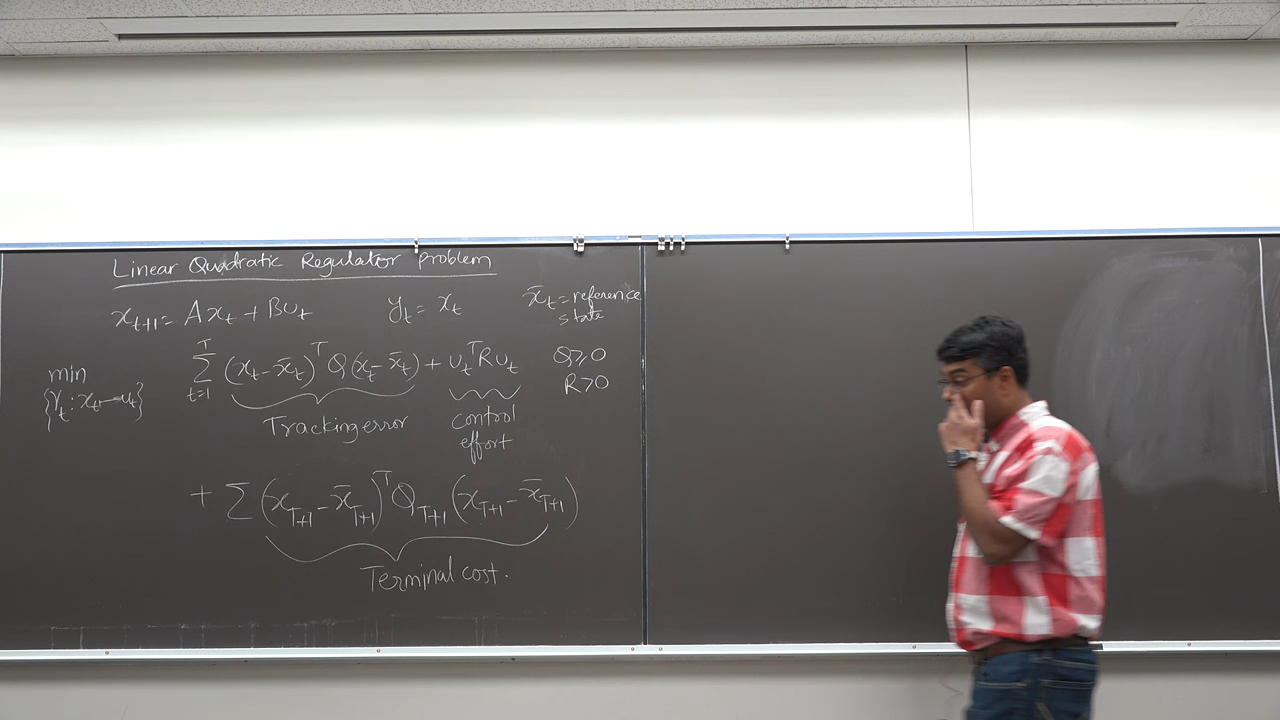 Linear Quadratic Regulator Problem
x_{t+1} = Ax_t + Bu_t    y_t = x_t    x̄_t = reference state
min {γ_t : x_t ↦ u_t}    Σ_{t=1}^{T} (x_t - x̄_t)^T Q (x_t - x̄_t) + u_t^T R u_t    Q ≥ 0
R > 0
Tracking error    control effort
+ Σ (x_{T+1} - x̄_{T+1})^T Q_{T+1} (x_{T+1} - x̄_{T+1})
Terminal cost.